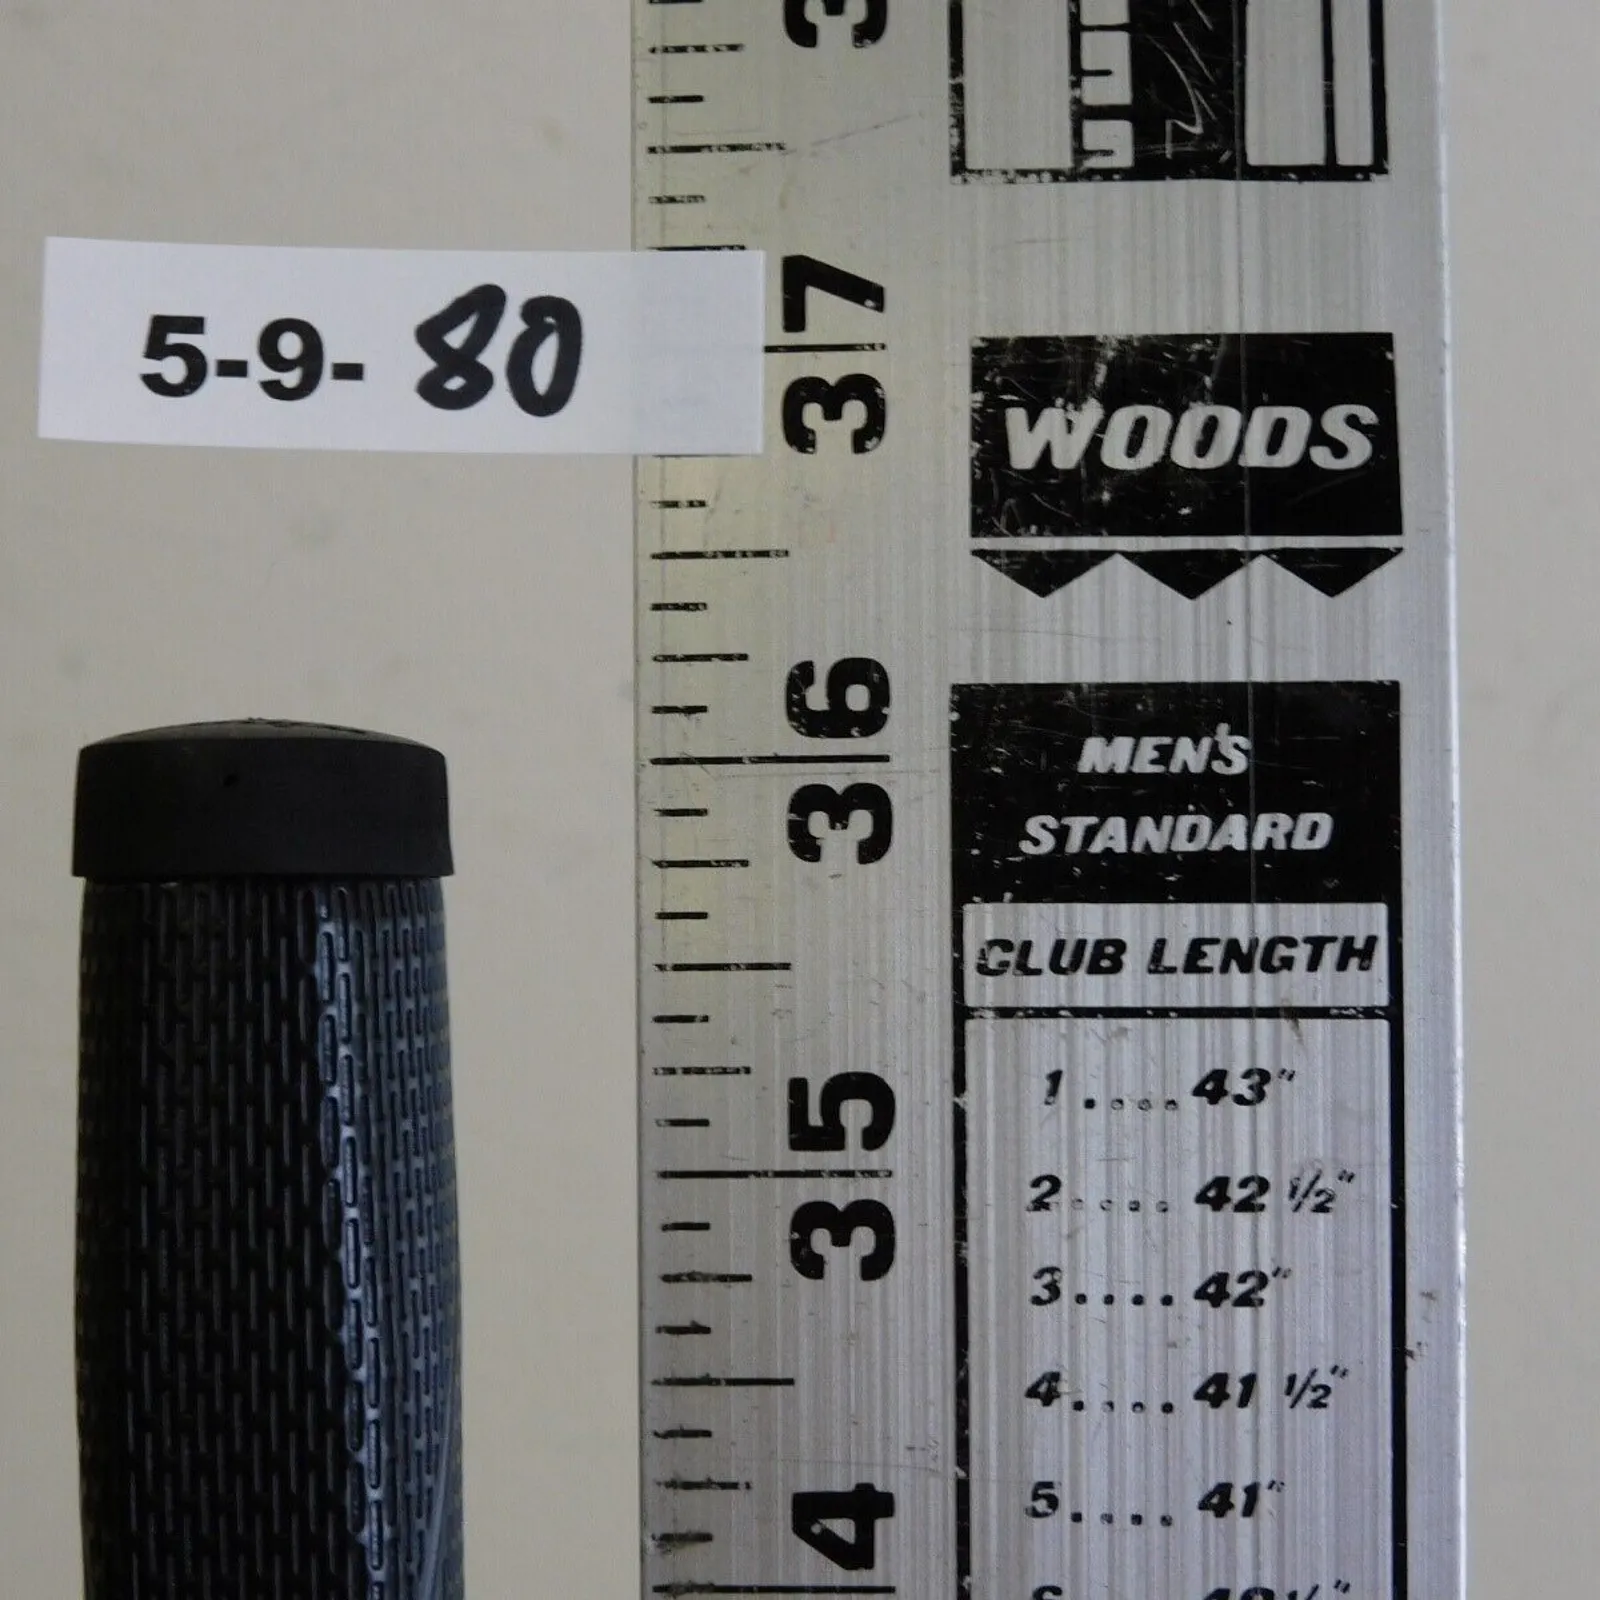 5-9-80
37
WOODS
36
MEN'S
STANDARD
CLUB LENGTH
1....43"
2....42 1/2"
35
3....42"
4....41 1/2"
5....41"
4